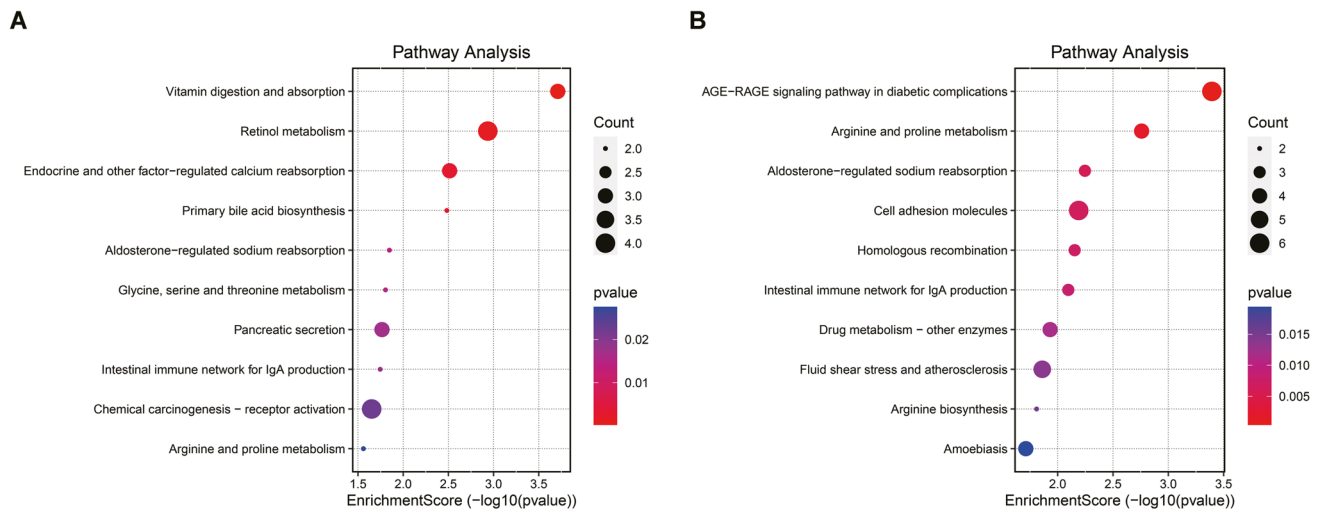 A
Pathway Analysis
Vitamin digestion and absorption
Retinol metabolism
Endocrine and other factor−regulated calcium reabsorption
Primary bile acid biosynthesis
Aldosterone−regulated sodium reabsorption
Glycine, serine and threonine metabolism
Pancreatic secretion
Intestinal immune network for IgA production
Chemical carcinogenesis − receptor activation
Arginine and proline metabolism
1.5 2.0 2.5 3.0 3.5
EnrichmentScore (−log10(pvalue))
Count
2.0
2.5
3.0
3.5
4.0
pvalue
0.02
0.01
B
Pathway Analysis
AGE−RAGE signaling pathway in diabetic complications
Arginine and proline metabolism
Aldosterone−regulated sodium reabsorption
Cell adhesion molecules
Homologous recombination
Intestinal immune network for IgA production
Drug metabolism − other enzymes
Fluid shear stress and atherosclerosis
Arginine biosynthesis
Amoebiasis
2.0 2.5 3.0 3.5
EnrichmentScore (−log10(pvalue))
Count
2
3
4
5
6
pvalue
0.015
0.010
0.005